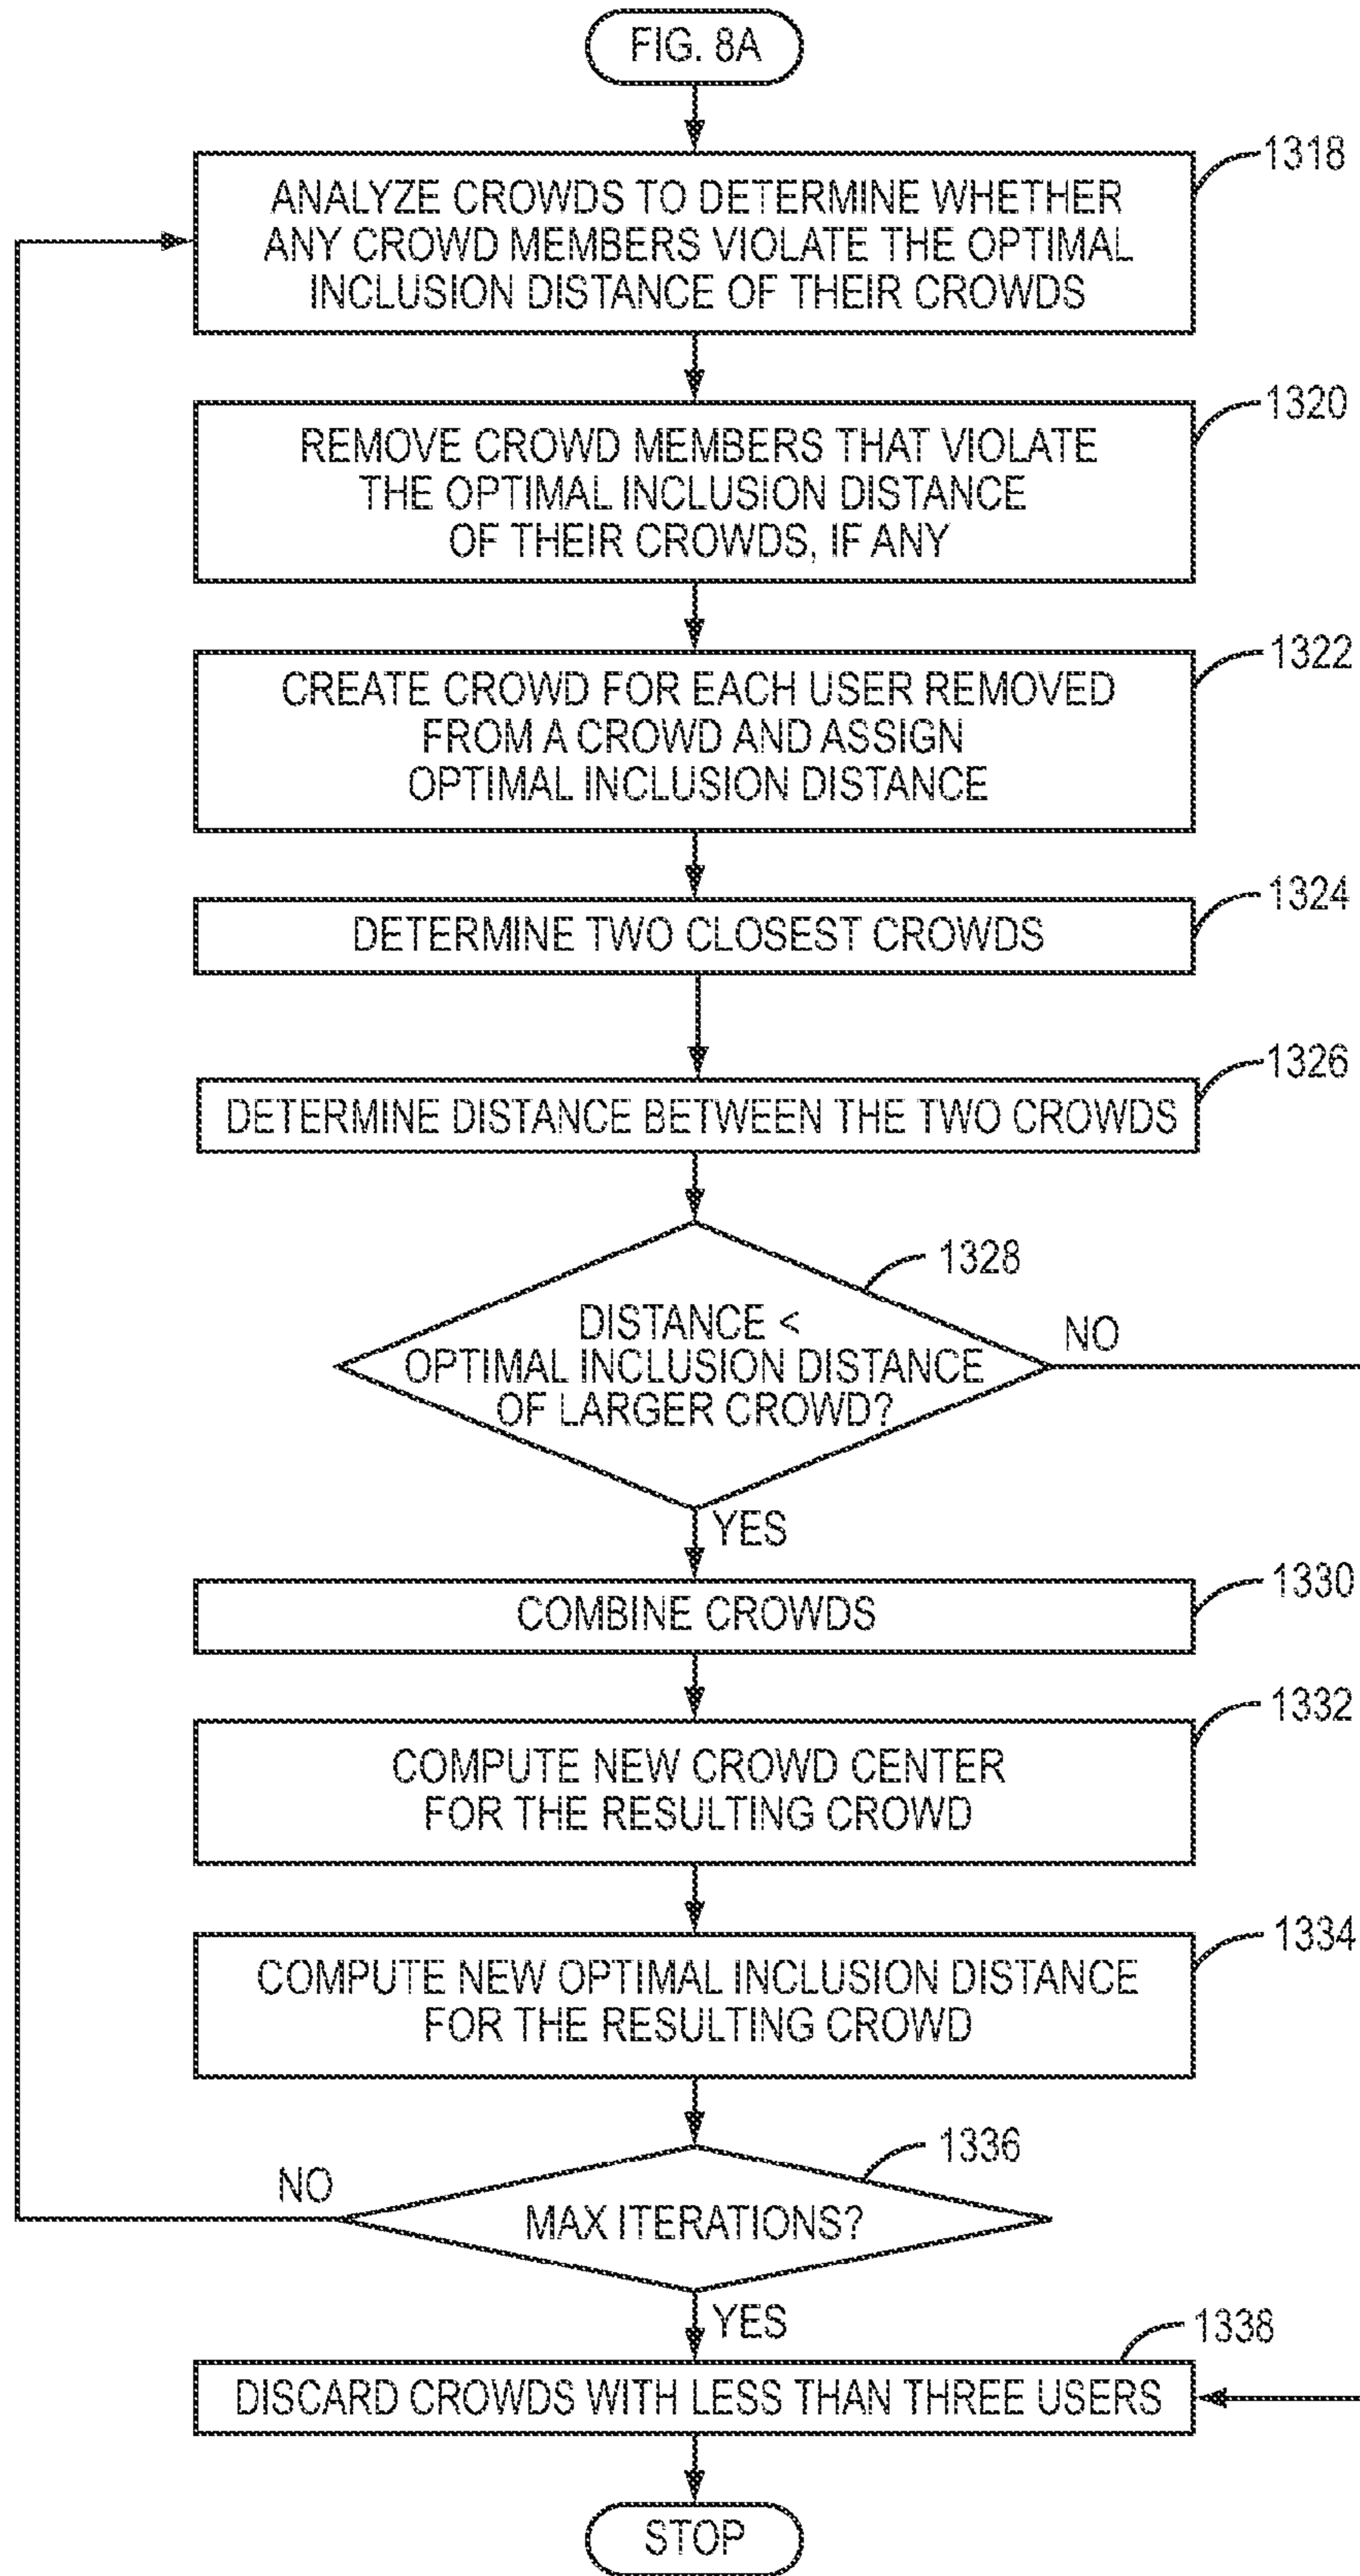 FIG. 8A
1318
ANALYZE CROWDS TO DETERMINE WHETHER
ANY CROWD MEMBERS VIOLATE THE OPTIMAL
INCLUSION DISTANCE OF THEIR CROWDS
1320
REMOVE CROWD MEMBERS THAT VIOLATE
THE OPTIMAL INCLUSION DISTANCE
OF THEIR CROWDS, IF ANY
1322
CREATE CROWD FOR EACH USER REMOVED
FROM A CROWD AND ASSIGN
OPTIMAL INCLUSION DISTANCE
1324
DETERMINE TWO CLOSEST CROWDS
1326
DETERMINE DISTANCE BETWEEN THE TWO CROWDS
1328
DISTANCE <
OPTIMAL INCLUSION DISTANCE
OF LARGER CROWD?
NO
YES
1330
COMBINE CROWDS
1332
COMPUTE NEW CROWD CENTER
FOR THE RESULTING CROWD
1334
COMPUTE NEW OPTIMAL INCLUSION DISTANCE
FOR THE RESULTING CROWD
1336
NO
MAX ITERATIONS?
YES
1338
DISCARD CROWDS WITH LESS THAN THREE USERS
STOP